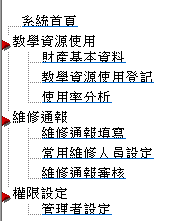 系統首頁
教學資源使用
財產基本資料
教學資源使用登記
使用率分析
維修通報
維修通報填寫
常用維修人員設定
維修通報審核
權限設定
管理者設定